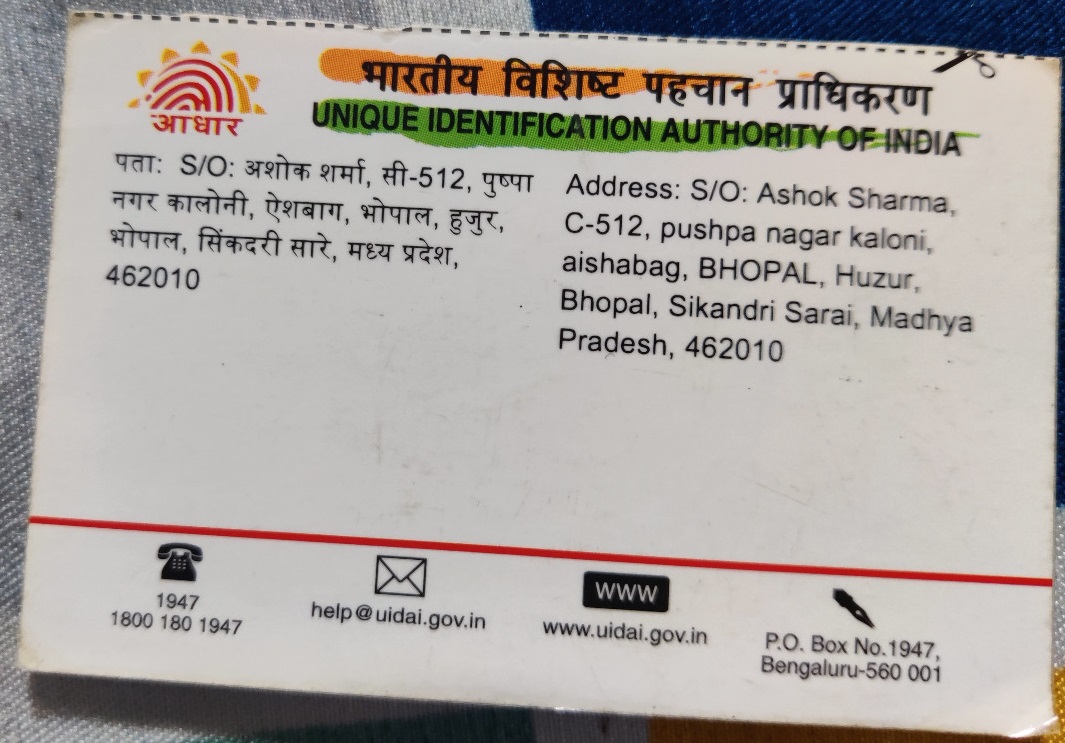 आधार
भारतीय विशिष्ट पहचान प्राधिकरण
UNIQUE IDENTIFICATION AUTHORITY OF INDIA
पता: S/O: अशोक शर्मा, सी-512, पुष्पा
नगर कालोनी, ऐशबाग, भोपाल, हुजुर,
भोपाल, सिंकदरी सारे, मध्य प्रदेश,
462010
Address: S/O: Ashok Sharma,
C-512, pushpa nagar kaloni,
aishabag, BHOPAL, Huzur,
Bhopal, Sikandri Sarai, Madhya
Pradesh, 462010
1947
1800 180 1947
help@uidai.gov.in
WWW
www.uidai.gov.in
P.O. Box No.1947,
Bengaluru-560 001